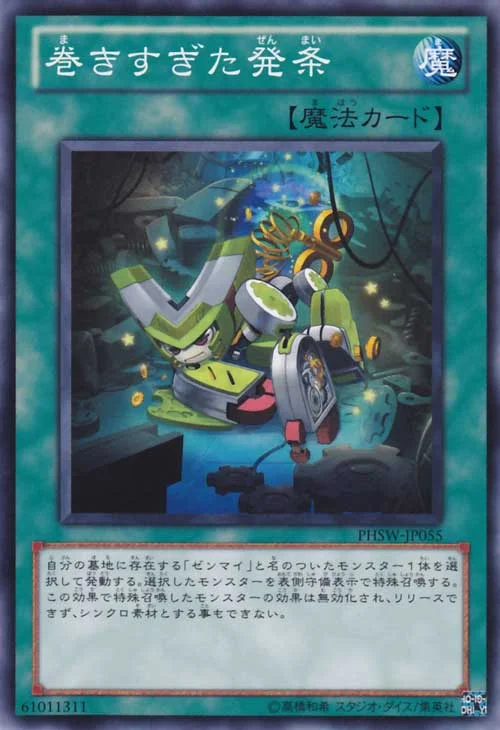 巻きすぎた発条
魔
【魔法カード】
PHSW-JP055
自分の墓地に存在する「ゼンマイ」と名のついたモンスター1体を選
択して発動する。選択したモンスターを表側守備表示で特殊召喚する。
この効果で特殊召喚したモンスターの効果は無効化され、リリースで
きず、シンクロ素材とする事もできない。
61011311
©高橋和希 スタジオ・ダイス/集英社